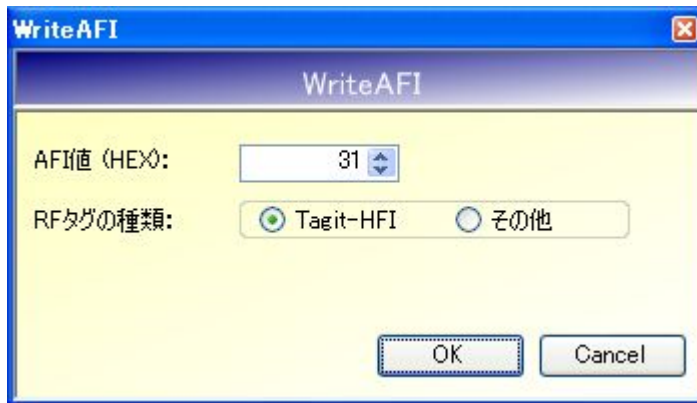 WriteAFI
WriteAFI
AFI値 (HEX): 31
RFタグの種類: Tagit-HFI その他
OK Cancel